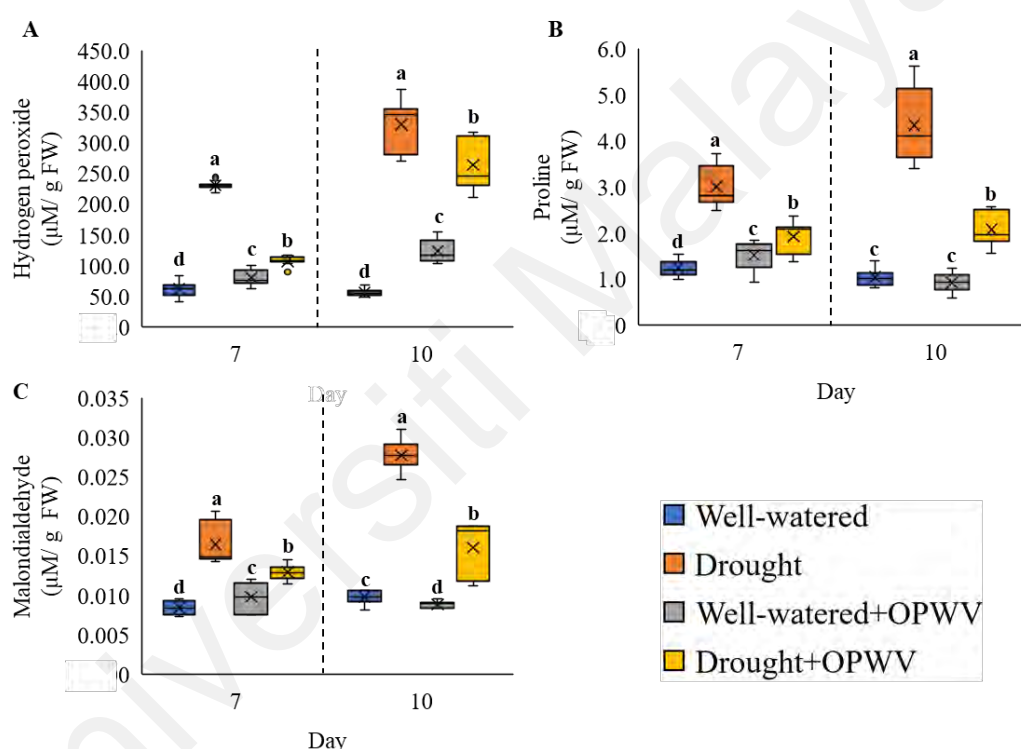 A
Hydrogen peroxide
(µM/ g FW)
450.0
400.0
350.0
300.0
250.0
200.0
150.0
100.0
50.0
0
d
a
c
b
d
a
c
b
7
10
Day
B
Proline
(µM/ g FW)
6.0
5.0
4.0
3.0
2.0
1.0
0
d
a
c
b
c
a
c
b
7
10
Day
C
Malondialdehyde
(µM/ g FW)
0.035
0.030
0.025
0.020
0.015
0.010
0.005
00
d
a
c
b
c
a
d
b
7
10
Day
Well-watered
Drought
Well-watered+OPWV
Drought+OPWV
Universiti Malaya